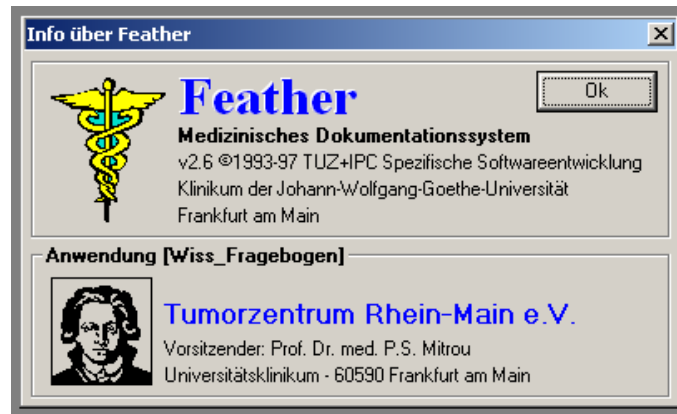 Info über Feather
Feather
Ok
Medizinisches Dokumentationssystem
v2.6 ©1993-97 TUZ+IPC Spezifische Softwareentwicklung
Klinikum der Johann-Wolfgang-Goethe-Universität
Frankfurt am Main
Anwendung [Wiss_Fragebogen]
Tumorzentrum Rhein-Main e.V.
Vorsitzender: Prof. Dr. med. P.S. Mitrou
Universitätsklinikum - 60590 Frankfurt am Main